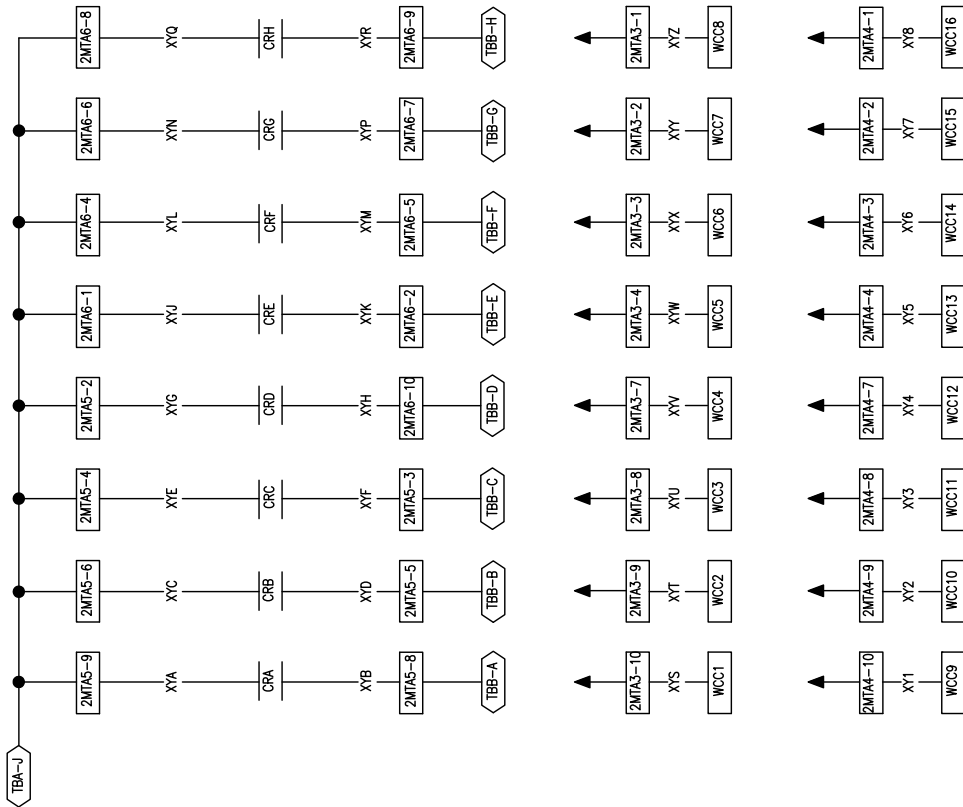 TBA-J
2MTA5-9
XYA
CRA
XYB
2MTA5-8
TBB-A
2MTA5-6
XYC
CRB
XYD
2MTA5-5
TBB-B
2MTA5-4
XYE
CRC
XYF
2MTA5-3
TBB-C
2MTA5-2
XYG
CRD
XYH
2MTA6-10
TBB-D
2MTA6-1
XYJ
CRE
XYK
2MTA6-2
TBB-E
2MTA6-4
XYL
CRF
XYM
2MTA6-5
TBB-F
2MTA6-6
XYN
CRG
XYP
2MTA6-7
TBB-G
2MTA6-8
XYQ
CRH
XYR
2MTA6-9
TBB-H
2MTA3-10
XYS
WCC1
2MTA3-9
XYT
WCC2
2MTA3-8
XYU
WCC3
2MTA3-7
XYV
WCC4
2MTA3-4
XYW
WCC5
2MTA3-3
XYX
WCC6
2MTA3-2
XYY
WCC7
2MTA3-1
XYZ
WCC8
2MTA4-10
XY1
WCC9
2MTA4-9
XY2
WCC10
2MTA4-8
XY3
WCC11
2MTA4-7
XY4
WCC12
2MTA4-4
XY5
WCC13
2MTA4-3
XY6
WCC14
2MTA4-2
XY7
WCC15
2MTA4-1
XY8
WCC16